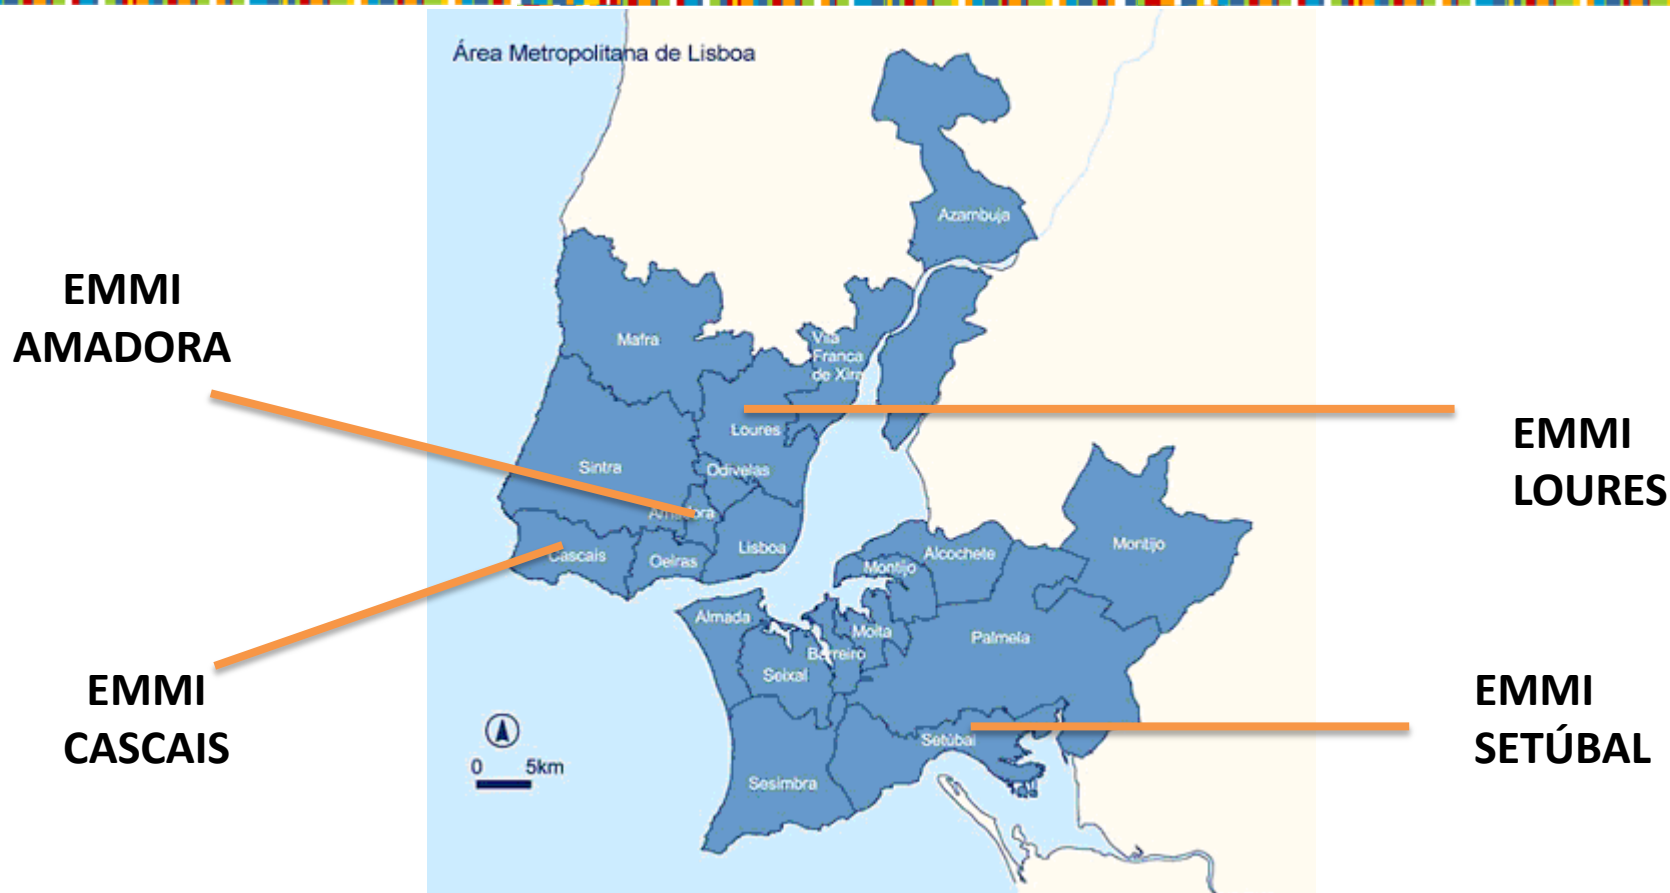 Área Metropolitana de Lisboa
Azambuja
EMMI
AMADORA
Mafra
Vila
Franca
de Xira
Loures
EMMI
LOURES
Sintra
Odivelas
Amadora
Lisboa
Cascais
Oeiras
Alcochete
Montijo
Montijo
Almada
Moita
Palmela
Barreiro
Seixal
EMMI
CASCAIS
EMMI
SETÚBAL
Setúbal
0 5km
Sesimbra